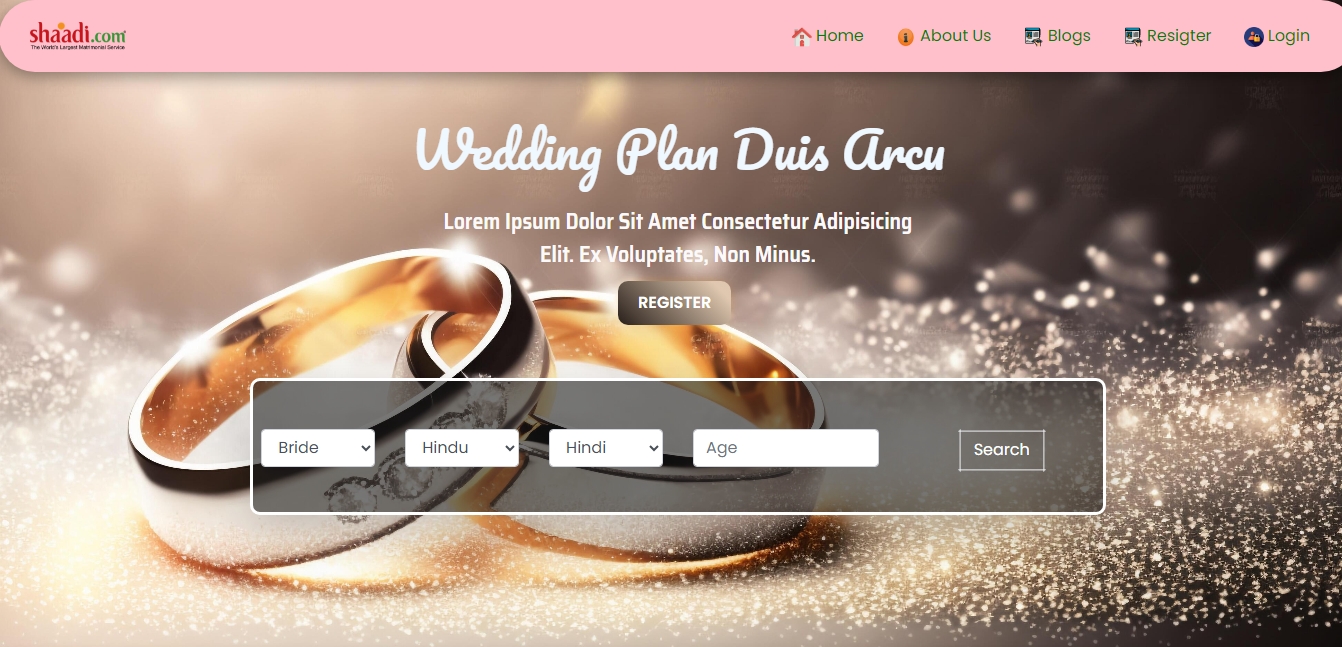 shaadi.com
The World's Largest Matrimonial Service
Home
About Us
Blogs
Resigter
Login
Wedding Plan Duis Arcu
Lorem Ipsum Dolor Sit Amet Consectetur Adipisicing
Elit. Ex Voluptates, Non Minus.
REGISTER
Bride
Hindu
Hindi
Age
Search